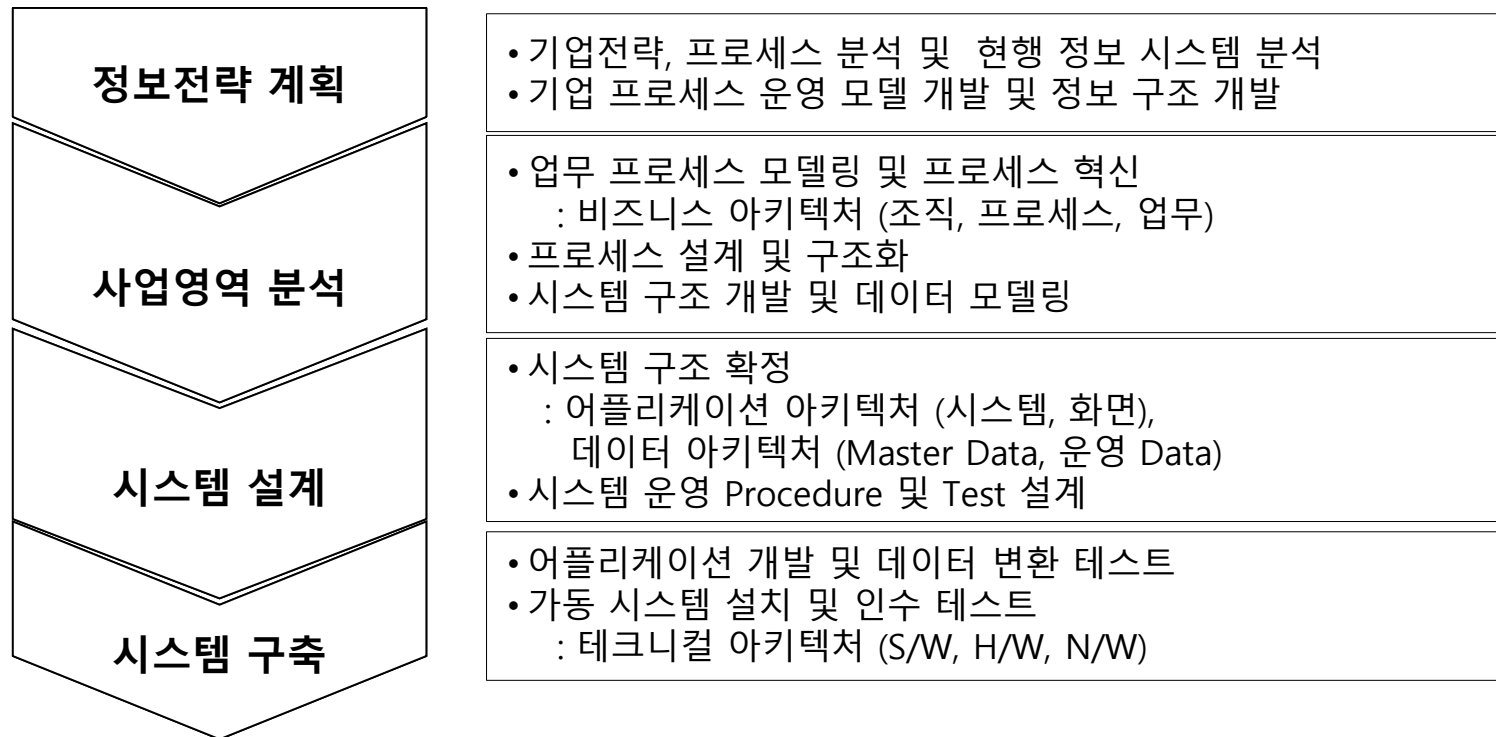 정보전략 계획
• 기업전략, 프로세스 분석 및 현행 정보 시스템 분석
• 기업 프로세스 운영 모델 개발 및 정보 구조 개발
사업영역 분석
• 업무 프로세스 모델링 및 프로세스 혁신
: 비즈니스 아키텍처 (조직, 프로세스, 업무)
• 프로세스 설계 및 구조화
• 시스템 구조 개발 및 데이터 모델링
시스템 설계
• 시스템 구조 확정
: 어플리케이션 아키텍처 (시스템, 화면),
데이터 아키텍처 (Master Data, 운영 Data)
• 시스템 운영 Procedure 및 Test 설계
시스템 구축
• 어플리케이션 개발 및 데이터 변환 테스트
• 가동 시스템 설치 및 인수 테스트
: 테크니컬 아키텍처 (S/W, H/W, N/W)